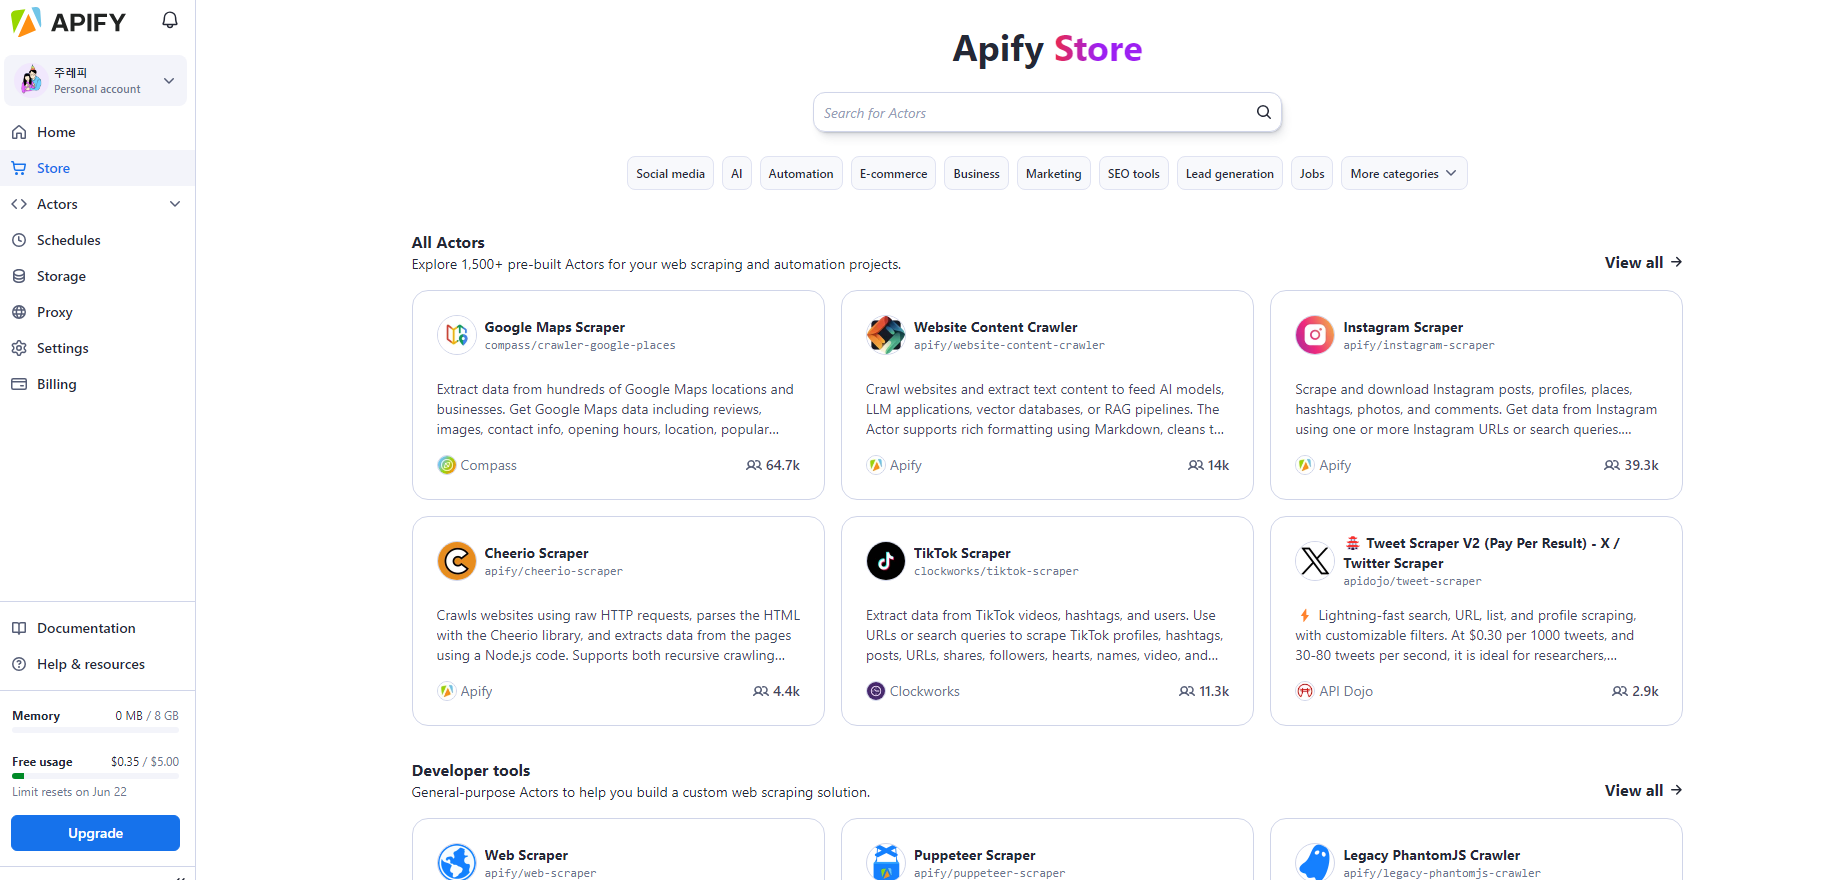 APIFY
주레피
Personal account
Home
Store
Actors
Schedules
Storage
Proxy
Settings
Billing
Documentation
Help & resources
Memory 0 MB / 8 GB
Free usage $0.35 / $5.00
Limit resets on Jun 22
Upgrade
Apify Store
Search for Actors
Social media AI Automation E-commerce Business Marketing SEO tools Lead generation Jobs More categories
All Actors
Explore 1,500+ pre-built Actors for your web scraping and automation projects.
View all
Google Maps Scraper
compass/crawler-google-places
Extract data from hundreds of Google Maps locations and
businesses. Get Google Maps data including reviews,
images, contact info, opening hours, location, popular...
Compass 64.7k
Website Content Crawler
apify/website-content-crawler
Crawl websites and extract text content to feed AI models,
LLM applications, vector databases, or RAG pipelines. The
Actor supports rich formatting using Markdown, cleans t...
Apify 14k
Instagram Scraper
apify/instagram-scraper
Scrape and download Instagram posts, profiles, places,
hashtags, photos, and comments. Get data from Instagram
using one or more Instagram URLs or search queries....
Apify 39.3k
Cheerio Scraper
apify/cheerio-scraper
Crawls websites using raw HTTP requests, parses the HTML
with the Cheerio library, and extracts data from the pages
using a Node.js code. Supports both recursive crawling...
Apify 4.4k
TikTok Scraper
clockworks/tiktok-scraper
Extract data from TikTok videos, hashtags, and users. Use
URLs or search queries to scrape TikTok profiles, hashtags,
posts, URLs, shares, followers, hearts, names, video, and...
Clockworks 11.3k
🏯 Tweet Scraper V2 (Pay Per Result) - X /
Twitter Scraper
apidojo/tweet-scraper
⚡ Lightning-fast search, URL, list, and profile scraping,
with customizable filters. At $0.30 per 1000 tweets, and
30-80 tweets per second, it is ideal for researchers,...
API Dojo 2.9k
Developer tools
General-purpose Actors to help you build a custom web scraping solution.
View all
Web Scraper
apify/web-scraper
Puppeteer Scraper
apify/puppeteer-scraper
Legacy PhantomJS Crawler
apify/legacy-phantomjs-crawler